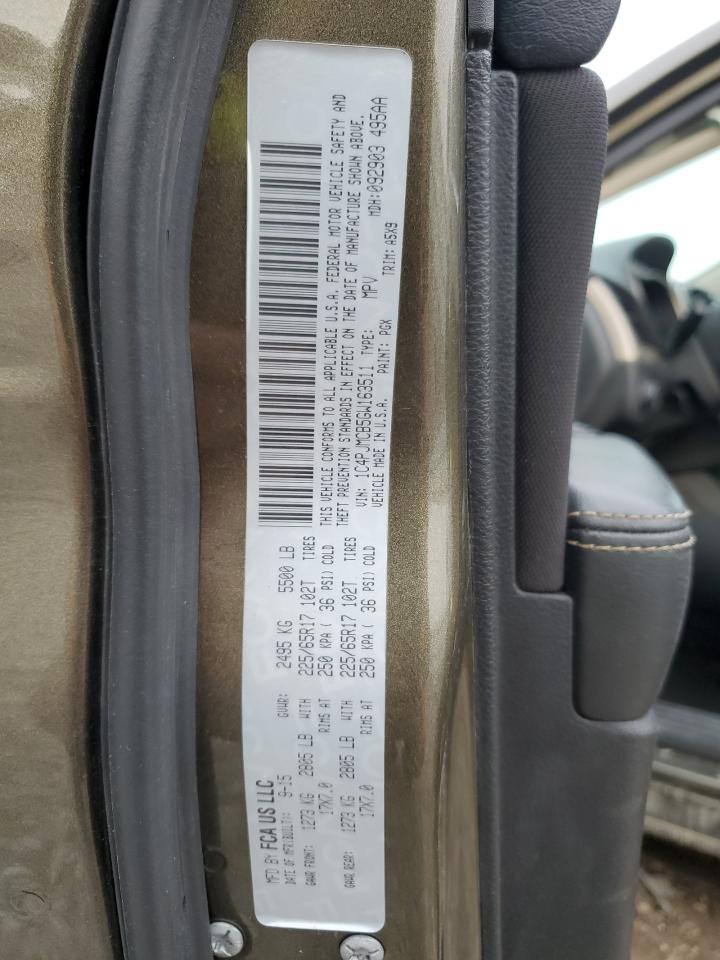 MFD BY FCA US LLC
DATE OF MFR(BUILT): 9-15 GVWR: 2495 KG 5500 LB
GAWR FRONT: 1273 KG 2805 LB WITH 225/65R17 102T TIRES
17X7.0 RIMS AT 250 KPA ( 36 PSI) COLD
GAWR REAR: 1273 KG 2805 LB WITH 225/65R17 102T TIRES
17X7.0 RIMS AT 250 KPA ( 36 PSI) COLD
THIS VEHICLE CONFORMS TO ALL APPLICABLE U.S.A. FEDERAL MOTOR VEHICLE SAFETY AND
THEFT PREVENTION STANDARDS IN EFFECT ON THE DATE OF MANUFACTURE SHOWN ABOVE.
VIN: 1C4PJMCB5GW163511 TYPE: MPV MDH:092903 495AA
VEHICLE MADE IN U.S.A. PAINT: PGX TRIM: A5X9